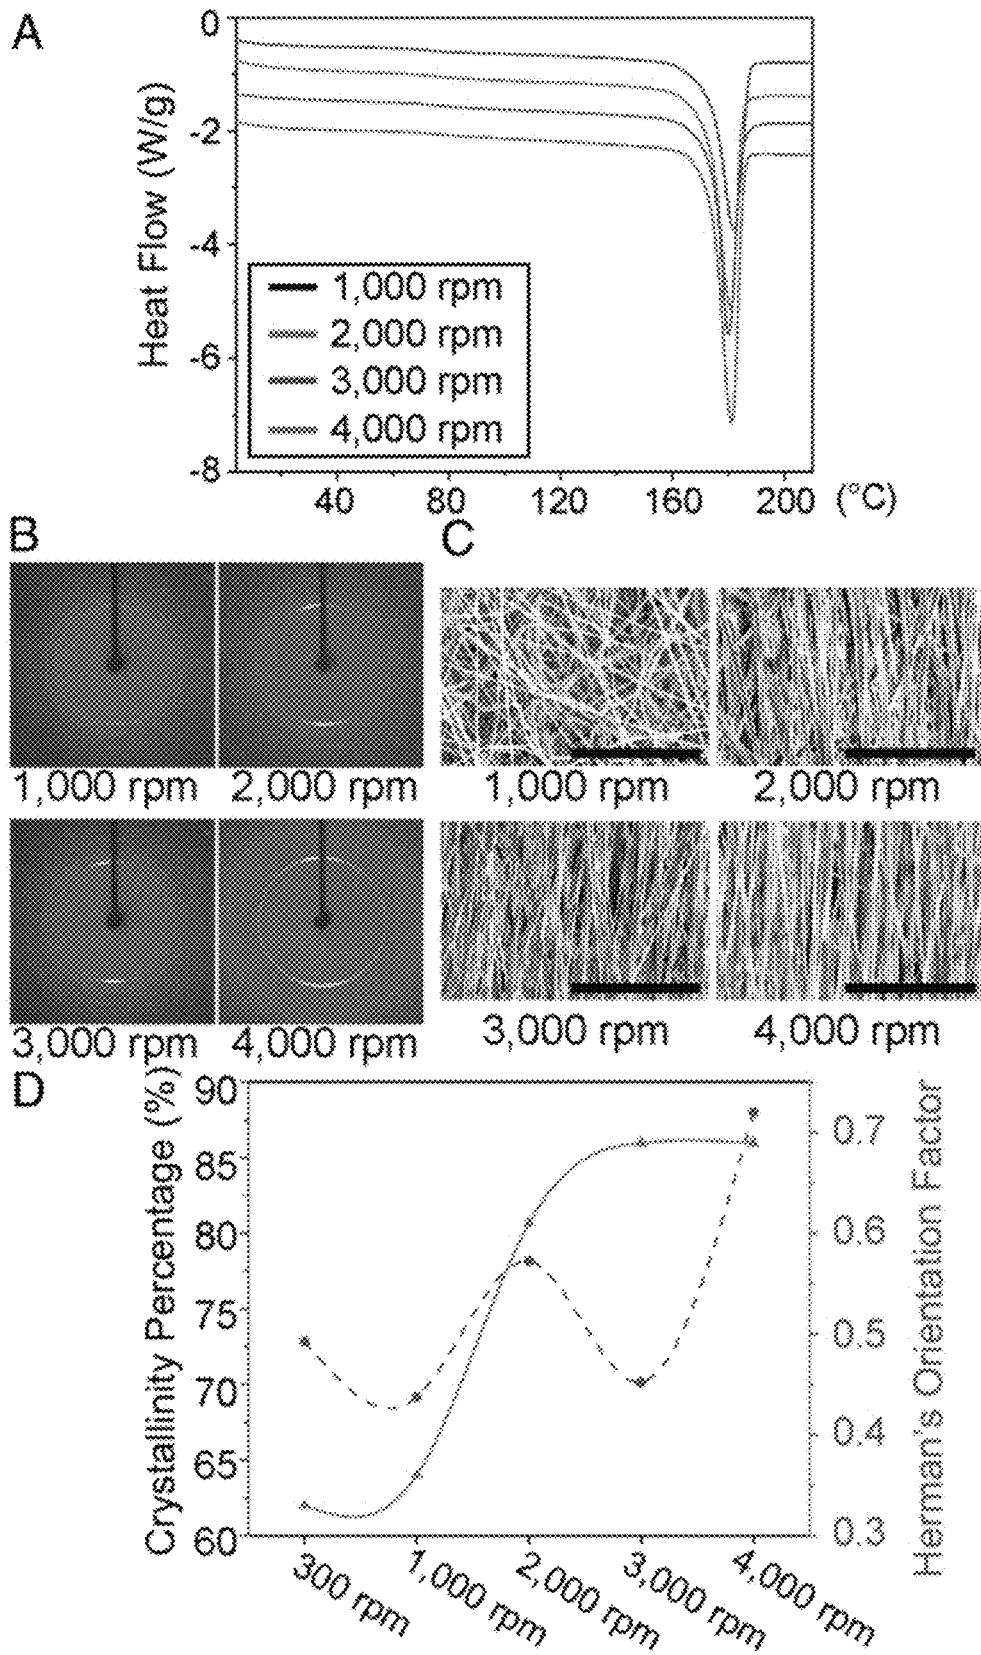 A
Heat Flow (W/g)
0
-2
-4
-6
-8
1,000 rpm
2,000 rpm
3,000 rpm
4,000 rpm
40 80 120 160 200 (°C)
B
1,000 rpm 2,000 rpm
3,000 rpm 4,000 rpm
C
1,000 rpm 2,000 rpm
3,000 rpm 4,000 rpm
D
Crystallinity Percentage (%)
90
85
80
75
70
65
60
0.7
0.6
0.5
0.4
0.3
Herman's Orientation Factor
300 rpm
1,000 rpm
2,000 rpm
3,000 rpm
4,000 rpm